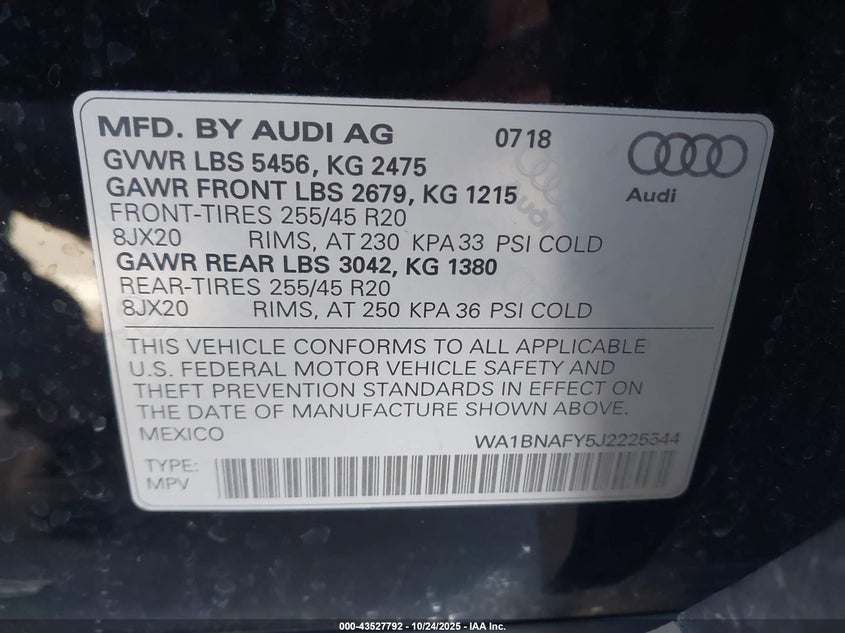 MFD. BY AUDI AG 0718
GVWR LBS 5456, KG 2475
GAWR FRONT LBS 2679, KG 1215
Audi
FRONT-TIRES 255/45 R20
8JX20 RIMS, AT 230 KPA 33 PSI COLD
GAWR REAR LBS 3042, KG 1380
REAR-TIRES 255/45 R20
8JX20 RIMS, AT 250 KPA 36 PSI COLD
THIS VEHICLE CONFORMS TO ALL APPLICABLE
U.S. FEDERAL MOTOR VEHICLE SAFETY AND
THEFT PREVENTION STANDARDS IN EFFECT ON
THE DATE OF MANUFACTURE SHOWN ABOVE.
MEXICO WA1BNAFY5J2225544
TYPE:
MPV
000-43527792 - 10/24/2025 - IAA Inc.